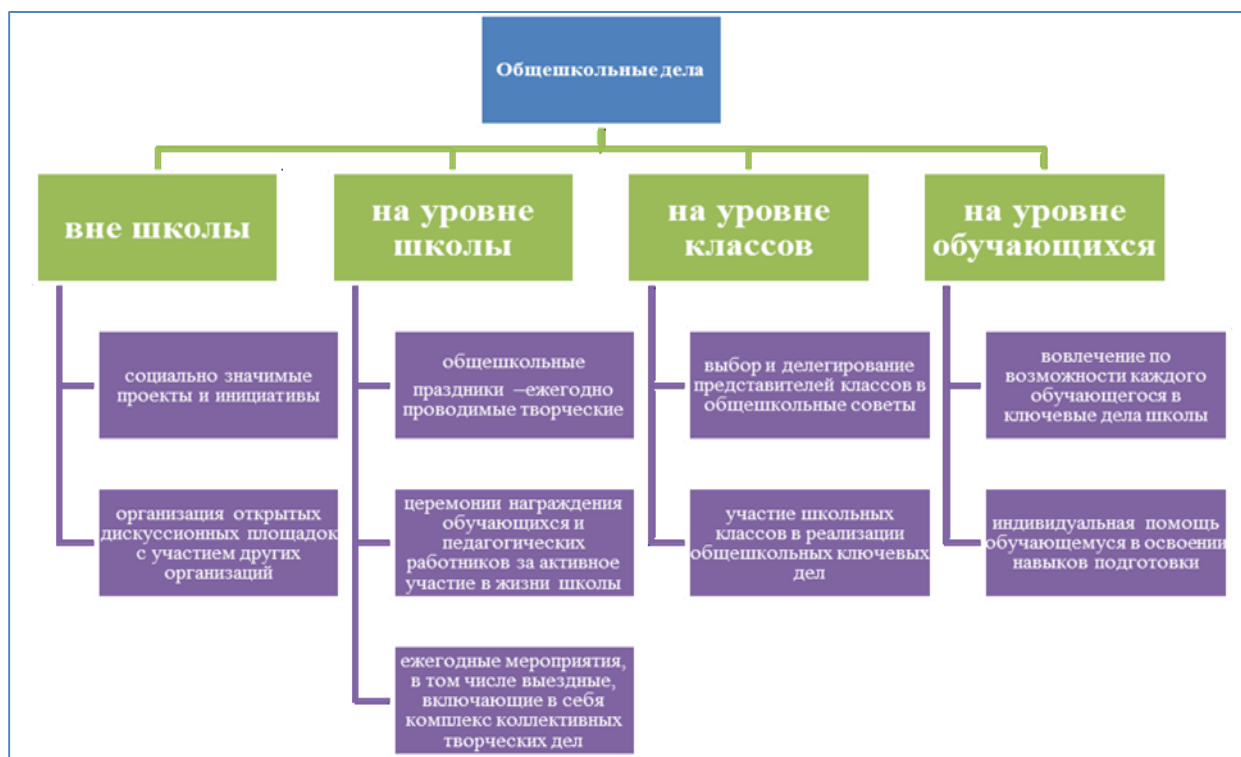 Общешкольные дела
вне школы
на уровне
школы
на уровне
классов
на уровне
обучающихся
социально значимые
проекты и инициативы
организация открытых
дискуссионных площадок
с участием других
организаций
общешкольные
праздники –ежегодно
проводимые творческие
церемонии награждения
обучающихся и
педагогических
работников за активное
участие в жизни школы
ежегодные мероприятия,
в том числе выездные,
включающие в себя
комплекс коллективных
творческих дел
выбор и делегирование
представителей классов в
общешкольные советы
участие школьных
классов в реализации
общешкольных ключевых
дел
вовлечение по
возможности каждого
обучающегося в
ключевые дела школы
индивидуальная помощь
обучающемуся в освоении
навыков подготовки